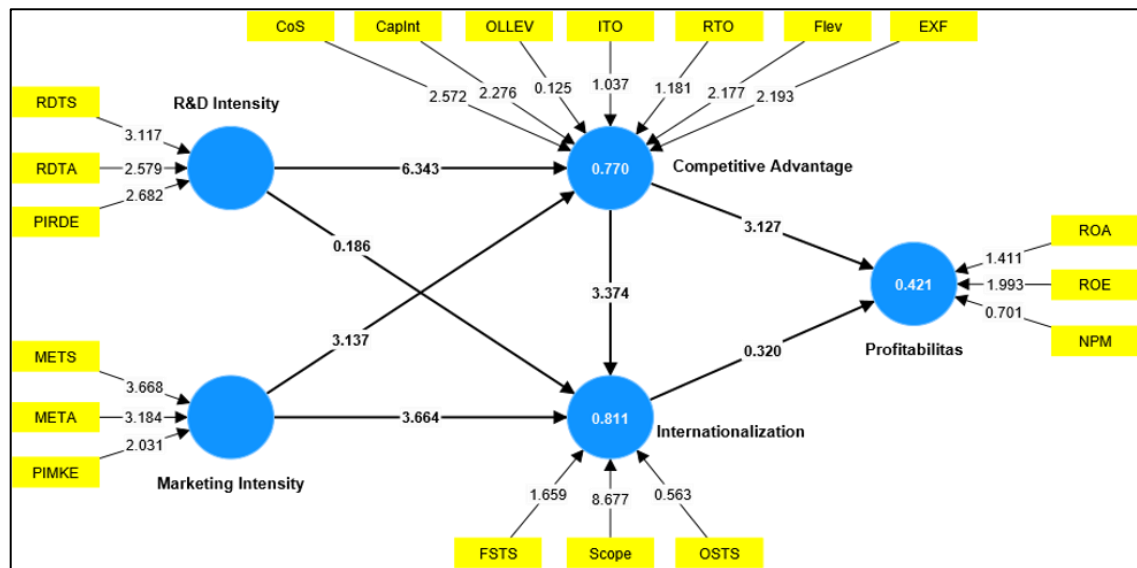 CoS
CapInt
OLLEV
ITO
RTO
Flev
EXF
2.572
2.276
0.125
1.037
1.181
2.177
2.193
RDTS
RDTA
PIRDE
3.117
2.579
2.682
R&D Intensity
6.343
0.770
Competitive Advantage
0.186
3.137
3.374
3.127
0.320
ROA
ROE
NPM
1.411
1.993
0.701
0.421
Profitabilitas
METS
META
PIMKE
3.668
3.184
2.031
Marketing Intensity
3.664
0.811
Internationalization
1.659
8.677
0.563
FSTS
Scope
OSTS